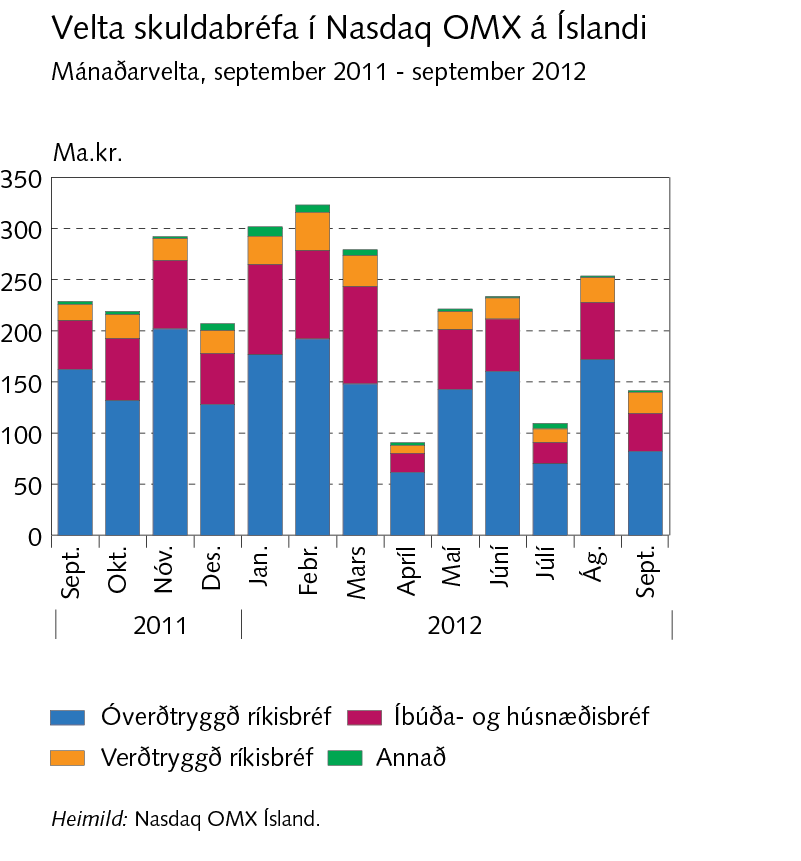 Velta skuldabréfa í Nasdaq OMX á Íslandi
Mánaðarvelta, september 2011 - september 2012
Ma.kr.
350
300
250
200
150
100
50
0
Sept.
Okt.
Nóv.
Des.
Jan.
Febr.
Mars
Apríl
Maí
Júní
Júlí
Ág.
Sept.
2011 2012
Óverðtryggð ríkisbréf Íbúða- og húsnæðisbréf
Verðtryggð ríkisbréf Annað
Heimild: Nasdaq OMX Ísland.